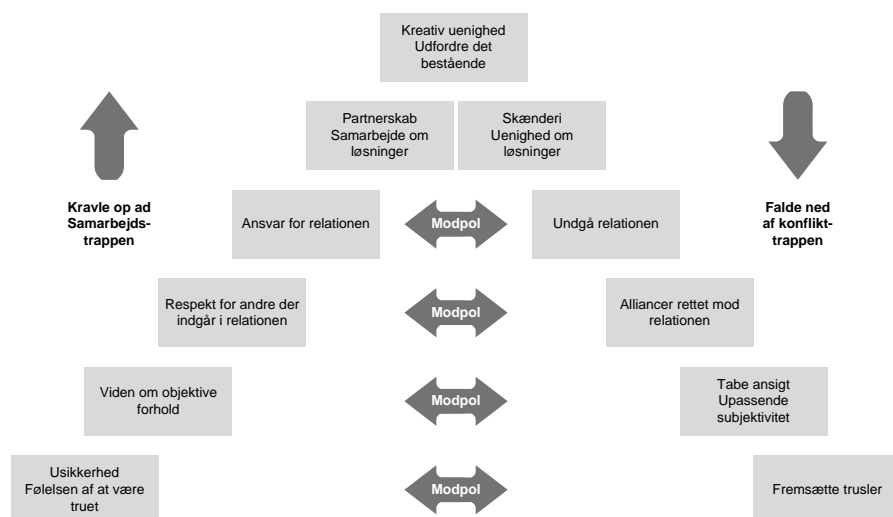 Kreativ uenighed
Udfordre det
bestående
Partnerskab
Samarbejde om
løsninger
Skænderi
Uenighed om
løsninger
Kravle op ad
Samarbejds-
trappen
Ansvar for relationen
Modpol
Undgå relationen
Falde ned
af konflikt-
trappen
Respekt for andre der
indgår i relationen
Modpol
Alliancer rettet mod
relationen
Viden om objektive
forhold
Modpol
Tabe ansigt
Upassende
subjektivitet
Usikkerhed
Følelsen af at være
truet
Modpol
Fremsætte trusler